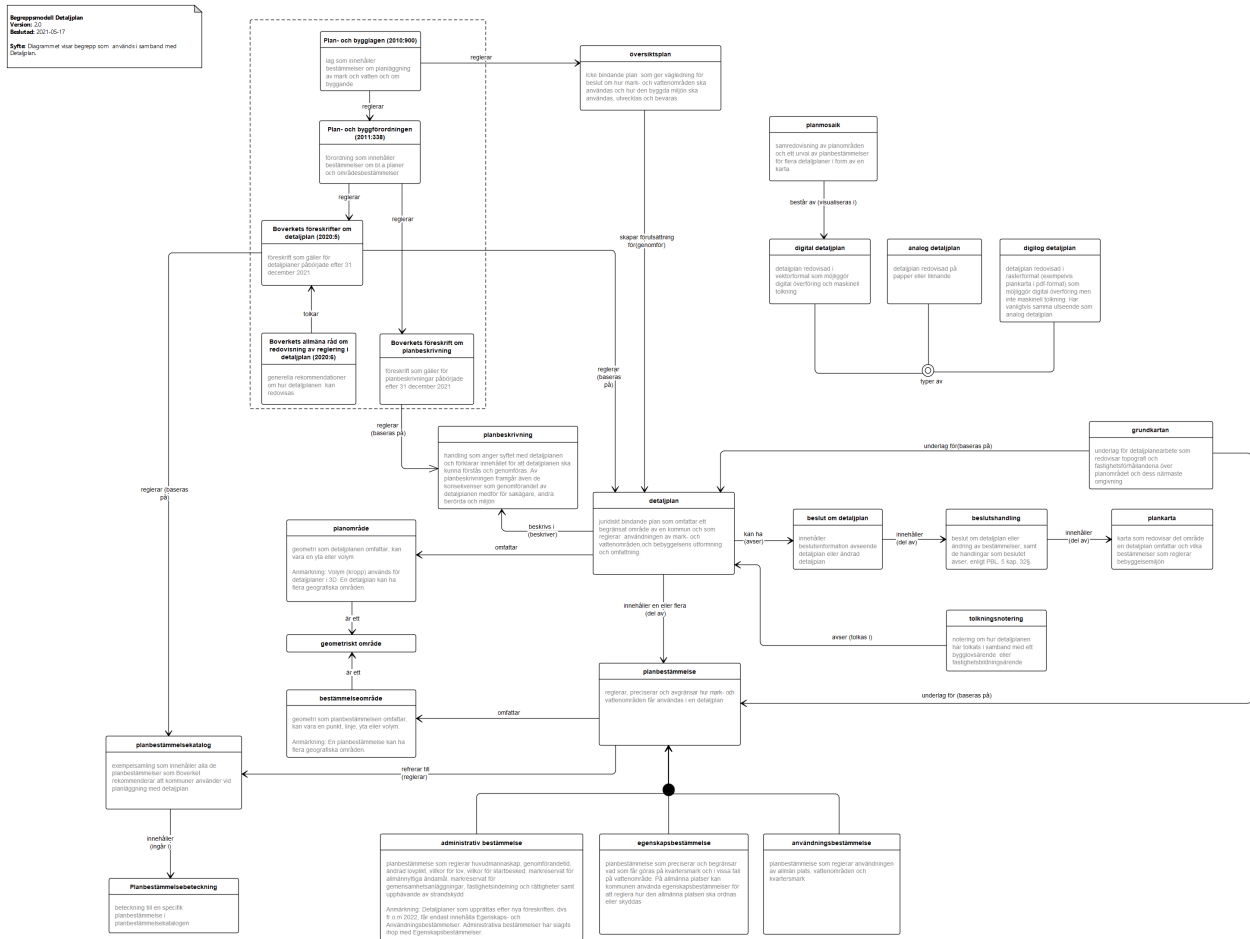 Begreppsmodell Detaljplan
Version: 2.0
Beslutad: 2021-05-17
Syfte: Diagrammet visar begrepp som används i samband med
Detaljplan.
Plan- och bygglagen (2010:900)
lag som innehåller
bestämmelser om planläggning
av mark och vatten och om
byggande
reglerar
översiktsplan
icke bindande plan som ger vägledning för
beslut om hur mark- och vattenområden ska
användas och hur den byggda miljön ska
användas, utvecklas och bevaras.
reglerar
Plan- och byggförordningen
(2011:338)
förordning som innehåller
bestämmelser om bl a planer
och områdesbestämmelser
reglerar
reglerar
planmosaik
samredovisning av planområden
och ett urval av planbestämmelser
för flera detaljplaner i form av en
karta
består av (visualiseras i)
Boverkets föreskrifter om
detaljplan (2020:5)
föreskrift som gäller för
detaljplaner påbörjade efter 31
december 2021
skapar förutsättning
för(genomför)
digital detaljplan
detaljplan redovisad i
vektorformat som möjliggör
digital överföring och maskinell
tolkning
analog detaljplan
detaljplan redovisad på
papper eller liknande
digilog detaljplan
detaljplan redovisad i
rasterformat (exempelvis
plankarta i pdf-format) som
möjliggör digital överföring men
inte maskinell tolkning. Har
vanligtvis samma utseende som
analog detaljplan
typer av
tolkar
Boverkets allmäna råd om
redovisning av reglering i
detaljplan (2020:6)
generella rekommendationer
om hur detaljplanen kan
redovisas
Boverkets föreskrift om
planbeskrivning
föreskrift som gäller för
planbeskrivningar påbörjade
efter 31 december 2021
reglerar
(baseras
på)
reglerar
(baseras på)
planbeskrivning
handling som anger syftet med detaljplanen
och förklarar innehållet för att detaljplanen ska
kunna förstås och genomföras. Av
planbeskrivningen framgår även de
konsekvenser som genomförandet av
detaljplanen medför för sakägare, andra
berörda och miljön
underlag för(baseras på)
grundkartan
underlag för detaljplanearbete som
redovisar topografi och
fastighetsförhållandena över
planområdet och dess närmaste
omgivning
reglerar (baseras
på)
beskrivs i
(beskriver)
omfattar
detaljplan
juridiskt bindande plan som omfattar ett
begränsat område av en kommun och som
reglerar användningen av mark- och
vattenområden och bebyggelsens utformning
och omfattning
kan ha
(avser)
beslut om detaljplan
innehåller
beslutsinformation avseende
detaljplan eller ändrad
detaljplan
innehåller
(del av)
beslutshandling
beslut om detaljplan eller
ändring av bestämmelser, samt
de handlingar som beslutet
avser, enligt PBL, 5 kap. 32§.
innehåller
(del av)
plankarta
karta som redovisar det område
en detaljplan omfattar och vilka
bestämmelser som reglerar
bebyggelsemiljön
planområde
geometri som detaljplanen omfattar, kan
vara en yta eller volym
Anmärkning: Volym (kropp) används för
detaljplaner i 3D. En detaljplan kan ha
flera geografiska områden.
är ett
geometriskt område
är ett
bestämmelseområde
geometri som planbestämmelsen omfattar,
kan vara en punkt, linje, yta eller volym.
Anmärkning: En planbestämmelse kan ha
flera geografiska områden.
innehåller en eller flera
(del av)
avser (tolkas i)
tolkningsnotering
notering om hur detaljplanen
har tolkats i samband med ett
bygglovsärende eller
fastighetsbildningsärende
planbestämmelse
reglerar, preciserar och avgränsar hur mark- och
vattenområden får användas i en detaljplan
underlag för (baseras på)
omfattar
planbestämmelsekatalog
exempelsamling som innehåller alla de
planbestämmelser som Boverket
rekommenderar att kommuner använder vid
planläggning med detaljplan
refrerar till
(reglerar)
innehåller
(ingår i)
Planbestämmelsebeteckning
beteckning till en specifik
planbestämmelse i
planbestämmelsekatalogen
administrativ bestämmelse
planbestämmelse som reglerar huvudmannaskap, genomförandetid,
ändrad lovplikt, villkor för lov, villkor för startbesked, markreservat för
allmännyttiga ändamål, markreservat för
gemensamhetsanläggningar, fastighetsindelning och rättigheter samt
upphävande av strandskydd
Anmärkning: Detaljplaner som upprättas efter nya föreskriften, dvs
fr.o.m 2022, får endast innehålla Egenskaps- och
Användningsbestämmelser. Administrativa bestämmelser har slagits
ihop med Egenskapsbestämmelser.
egenskapsbestämmelse
planbestämmelse som preciserar och begränsar
vad som får göras på kvartersmark och i vissa fall
på vattenområde. På allmänna platser kan
kommunen använda egenskapsbestämmelser för
att reglera hur den allmänna platsen ska ordnas
eller skyddas
användningsbestämmelse
planbestämmelse som reglerar användningen
av allmän plats, vattenområden och
kvartersmark